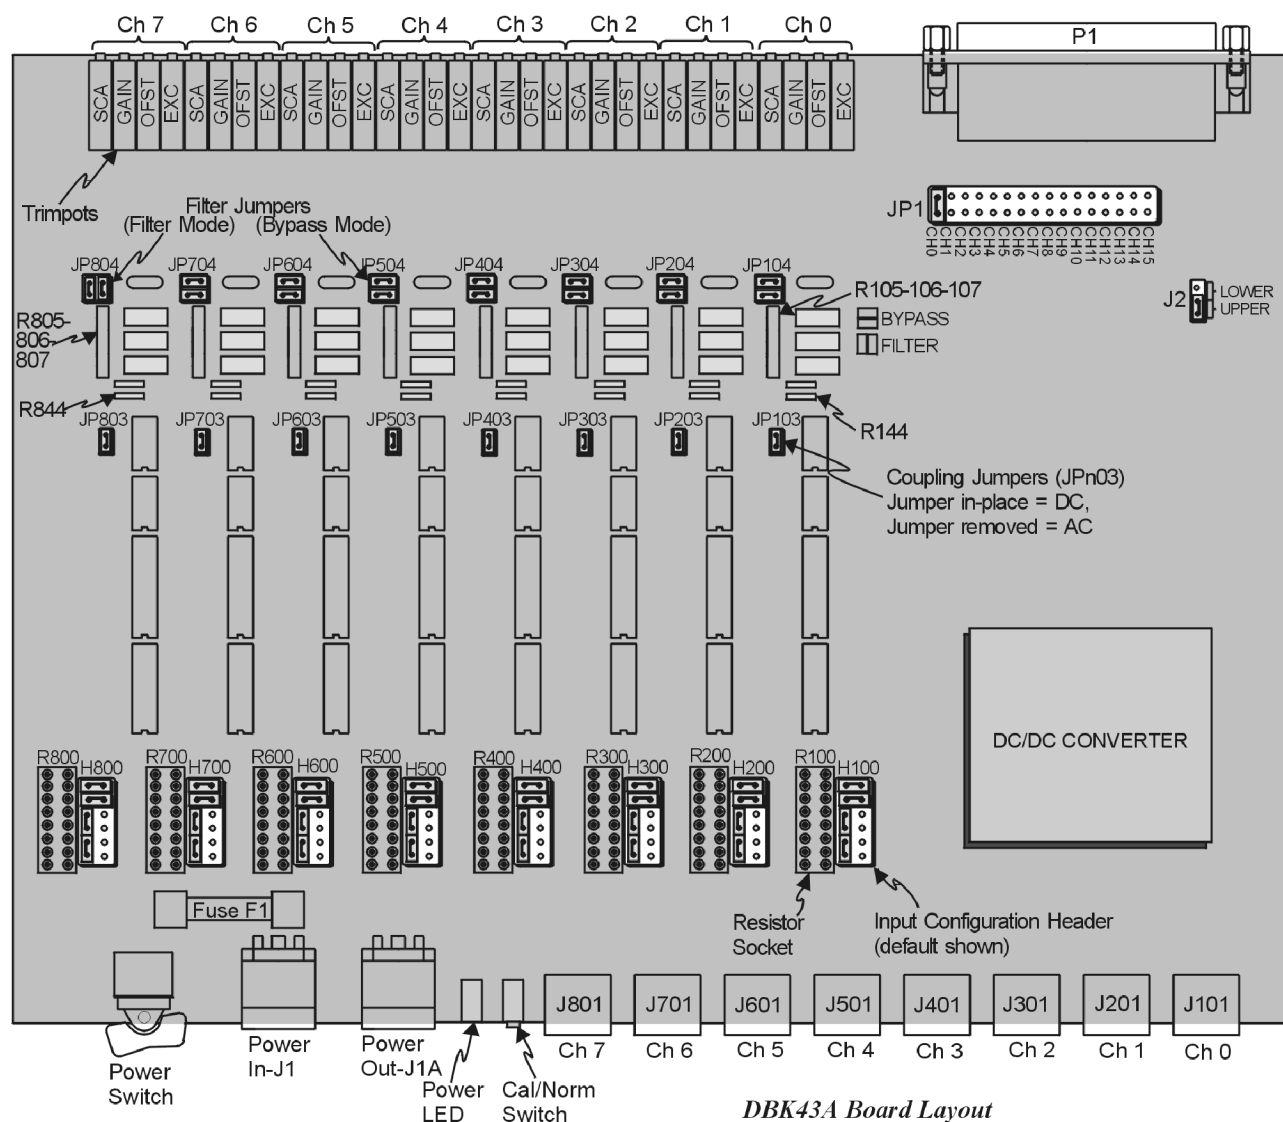 Ch 7 Ch 6 Ch 5 Ch 4 Ch 3 Ch 2 Ch 1 Ch 0
P1
SCA GAIN OFST EXC SCA GAIN OFST EXC SCA GAIN OFST EXC SCA GAIN OFST EXC SCA GAIN OFST EXC SCA GAIN OFST EXC SCA GAIN OFST EXC SCA GAIN OFST EXC
Trimpots
Filter Jumpers
(Filter Mode) (Bypass Mode)
JP1
CH0 CH1 CH2 CH3 CH4 CH5 CH6 CH7 CH8 CH9 CH10 CH11 CH12 CH13 CH14 CH15
JP804 JP704 JP604 JP504 JP404 JP304 JP204 JP104
R105-106-107
J2
LOWER
UPPER
BYPASS
FILTER
R805-
806-
807
R844
JP803 JP703 JP603 JP503 JP403 JP303 JP203 JP103
R144
Coupling Jumpers (JPn03)
Jumper in-place = DC,
Jumper removed = AC
DC/DC CONVERTER
R800 H800 R700 H700 R600 H600 R500 H500 R400 H400 R300 H300 R200 H200 R100 H100
Fuse F1
Resistor
Socket
Input Configuration Header
(default shown)
J801 J701 J601 J501 J401 J301 J201 J101
Ch 7 Ch 6 Ch 5 Ch 4 Ch 3 Ch 2 Ch 1 Ch 0
Power
Switch
Power
In-J1
Power
Out-J1A
Power
LED
Cal/Norm
Switch
DBK43A Board Layout